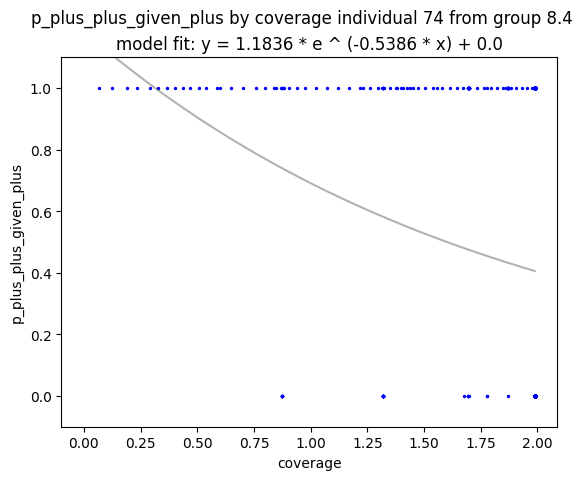 p_plus_plus_given_plus by coverage individual 74 from group 8.4
model fit: y = 1.1836 * e ^ (-0.5386 * x) + 0.0
1.0
0.8
0.6
0.4
0.2
0.0
p_plus_plus_given_plus
0.00 0.25 0.50 0.75 1.00 1.25 1.50 1.75 2.00
coverage